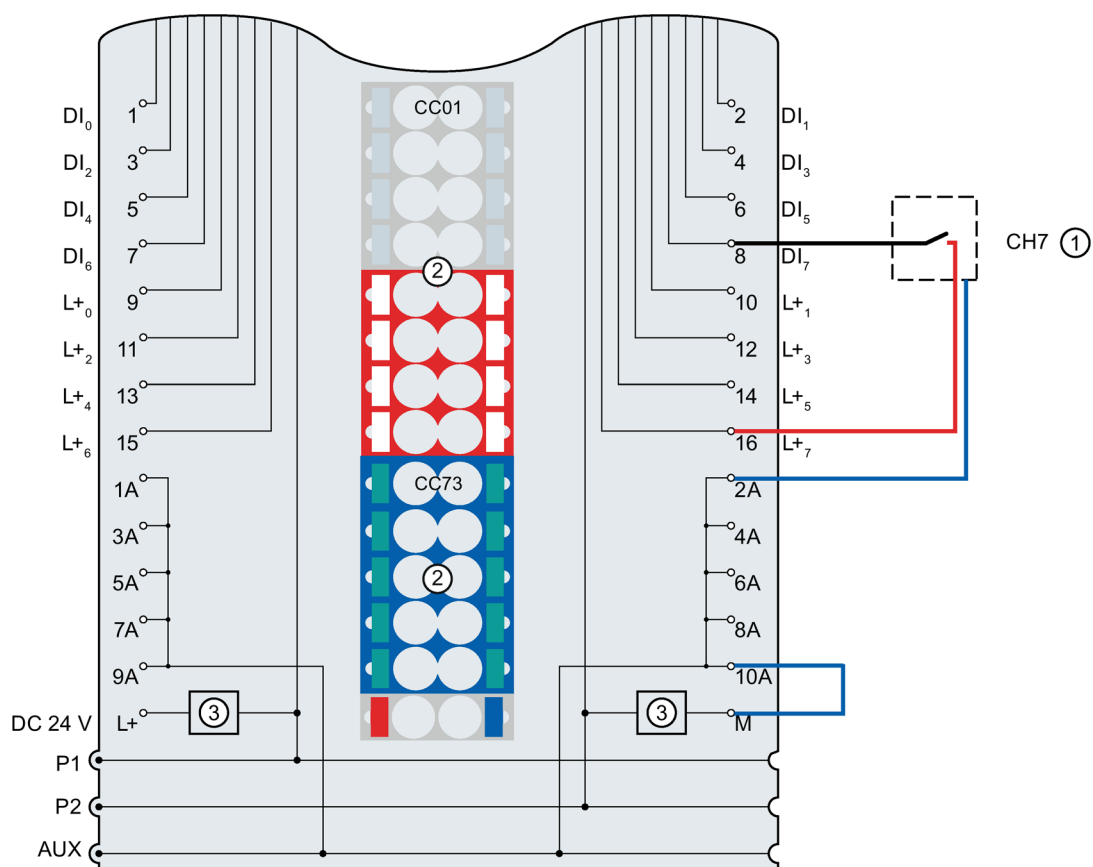 CC01
DI0 1 2 DI1
DI2 3 4 DI3
DI4 5 6 DI5
DI6 7 8 DI7 CH7 1
2
L+0 9 10 L+1
L+2 11 12 L+3
L+4 13 14 L+5
L+6 15 16 L+7
1A CC73 2A
3A 4A
5A 2 6A
7A 8A
9A 10A
DC 24 V L+ 3 3 M
P1
P2
AUX